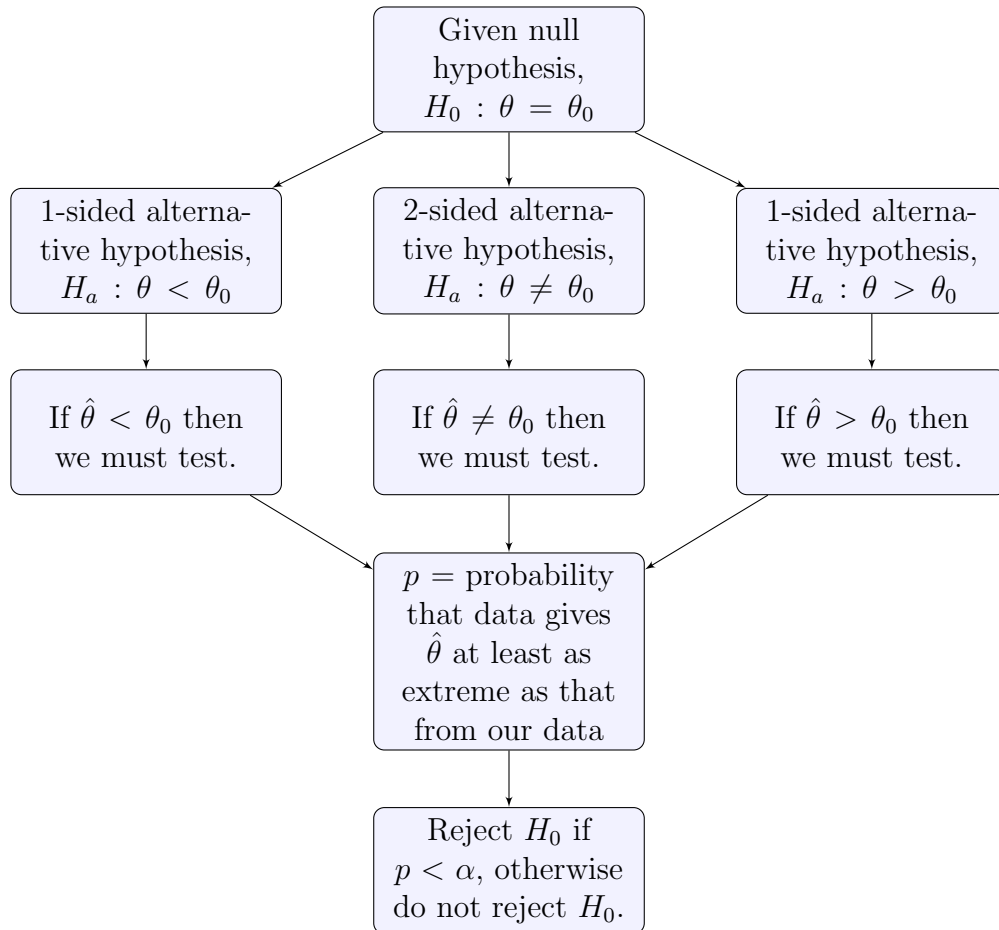 Given null
hypothesis,
H₀ : θ = θ₀
1-sided alterna-
tive hypothesis,
Hₐ : θ < θ₀
2-sided alterna-
tive hypothesis,
Hₐ : θ ≠ θ₀
1-sided alterna-
tive hypothesis,
Hₐ : θ > θ₀
If θ̂ < θ₀ then
we must test.
If θ̂ ≠ θ₀ then
we must test.
If θ̂ > θ₀ then
we must test.
p = probability
that data gives
θ̂ at least as
extreme as that
from our data
Reject H₀ if
p < α, otherwise
do not reject H₀.